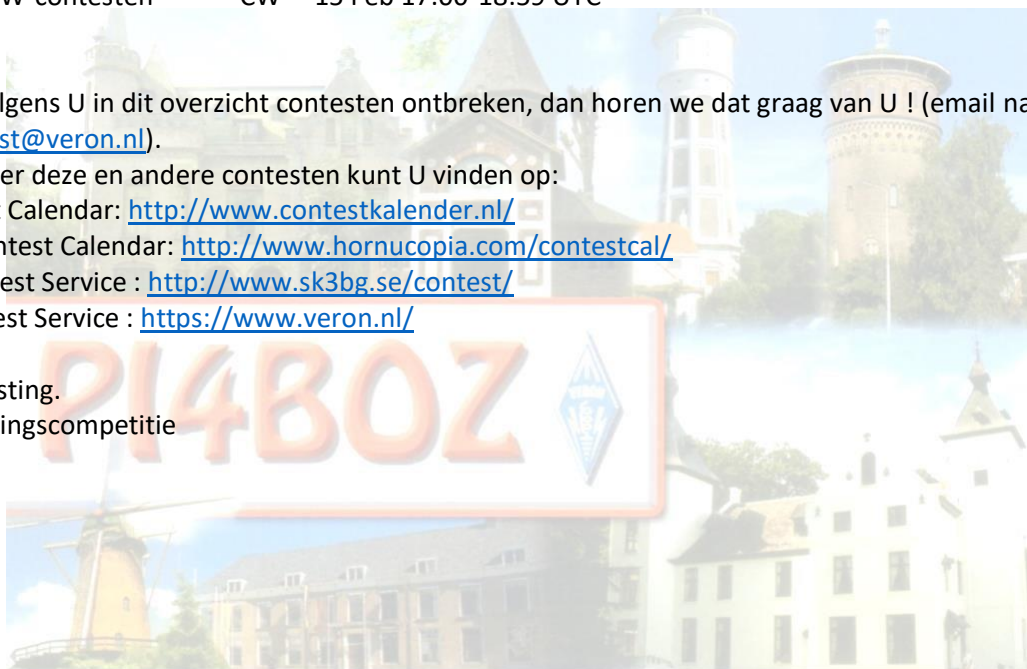 W-contesten CW 13 Feb 17:00-18:59 UTC
lgens U in dit overzicht contesten ontbreken, dan horen we dat graag van U ! (email na
st@veron.nl).
er deze en andere contesten kunt U vinden op:
t Calendar: http://www.contestkalender.nl/
ntest Calendar: http://www.hornucopia.com/contestcal/
est Service : http://www.sk3bg.se/contest/
est Service : https://www.veron.nl/
PI4BOZ
sting.
ingscompetitie